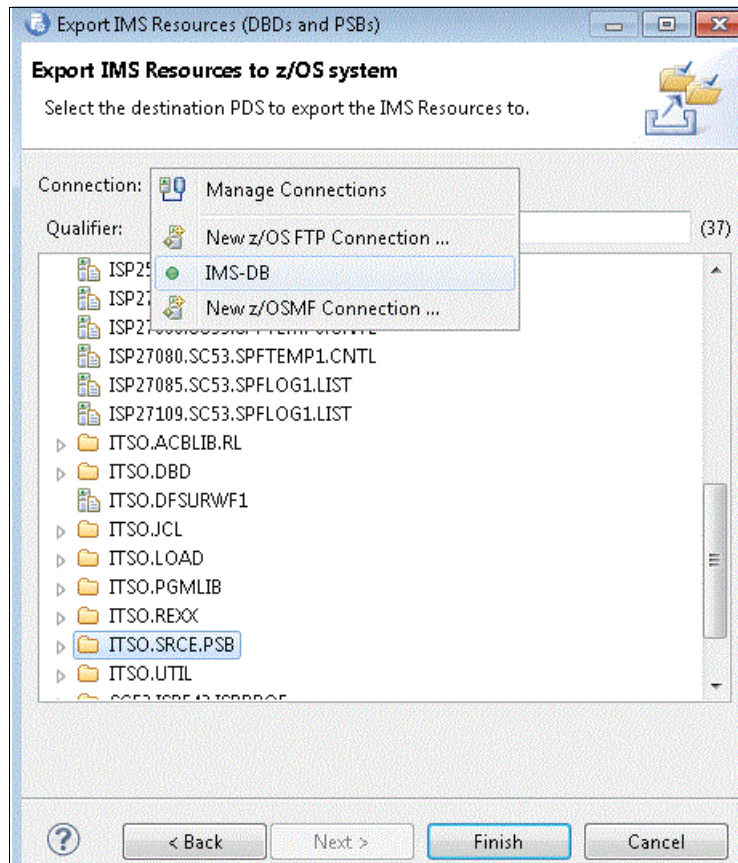 Export IMS Resources (DBDs and PSBs)
Export IMS Resources to z/OS system
Select the destination PDS to export the IMS Resources to.
Connection:
Manage Connections
Qualifier:
(37)
New z/OS FTP Connection ...
ISP25
IMS-DB
ISP27
New z/OSMF Connection ...
ISP27080.SC53.SPFTEMP1.CNTL
ISP27085.SC53.SPFLOG1.LIST
ISP27109.SC53.SPFLOG1.LIST
ITSO.ACBLIB.RL
ITSO.DBD
ITSO.DFSURWF1
ITSO.JCL
ITSO.LOAD
ITSO.PGMLIB
ITSO.REXX
ITSO.SRCE.PSB
ITSO.UTIL
?
< Back
Next >
Finish
Cancel